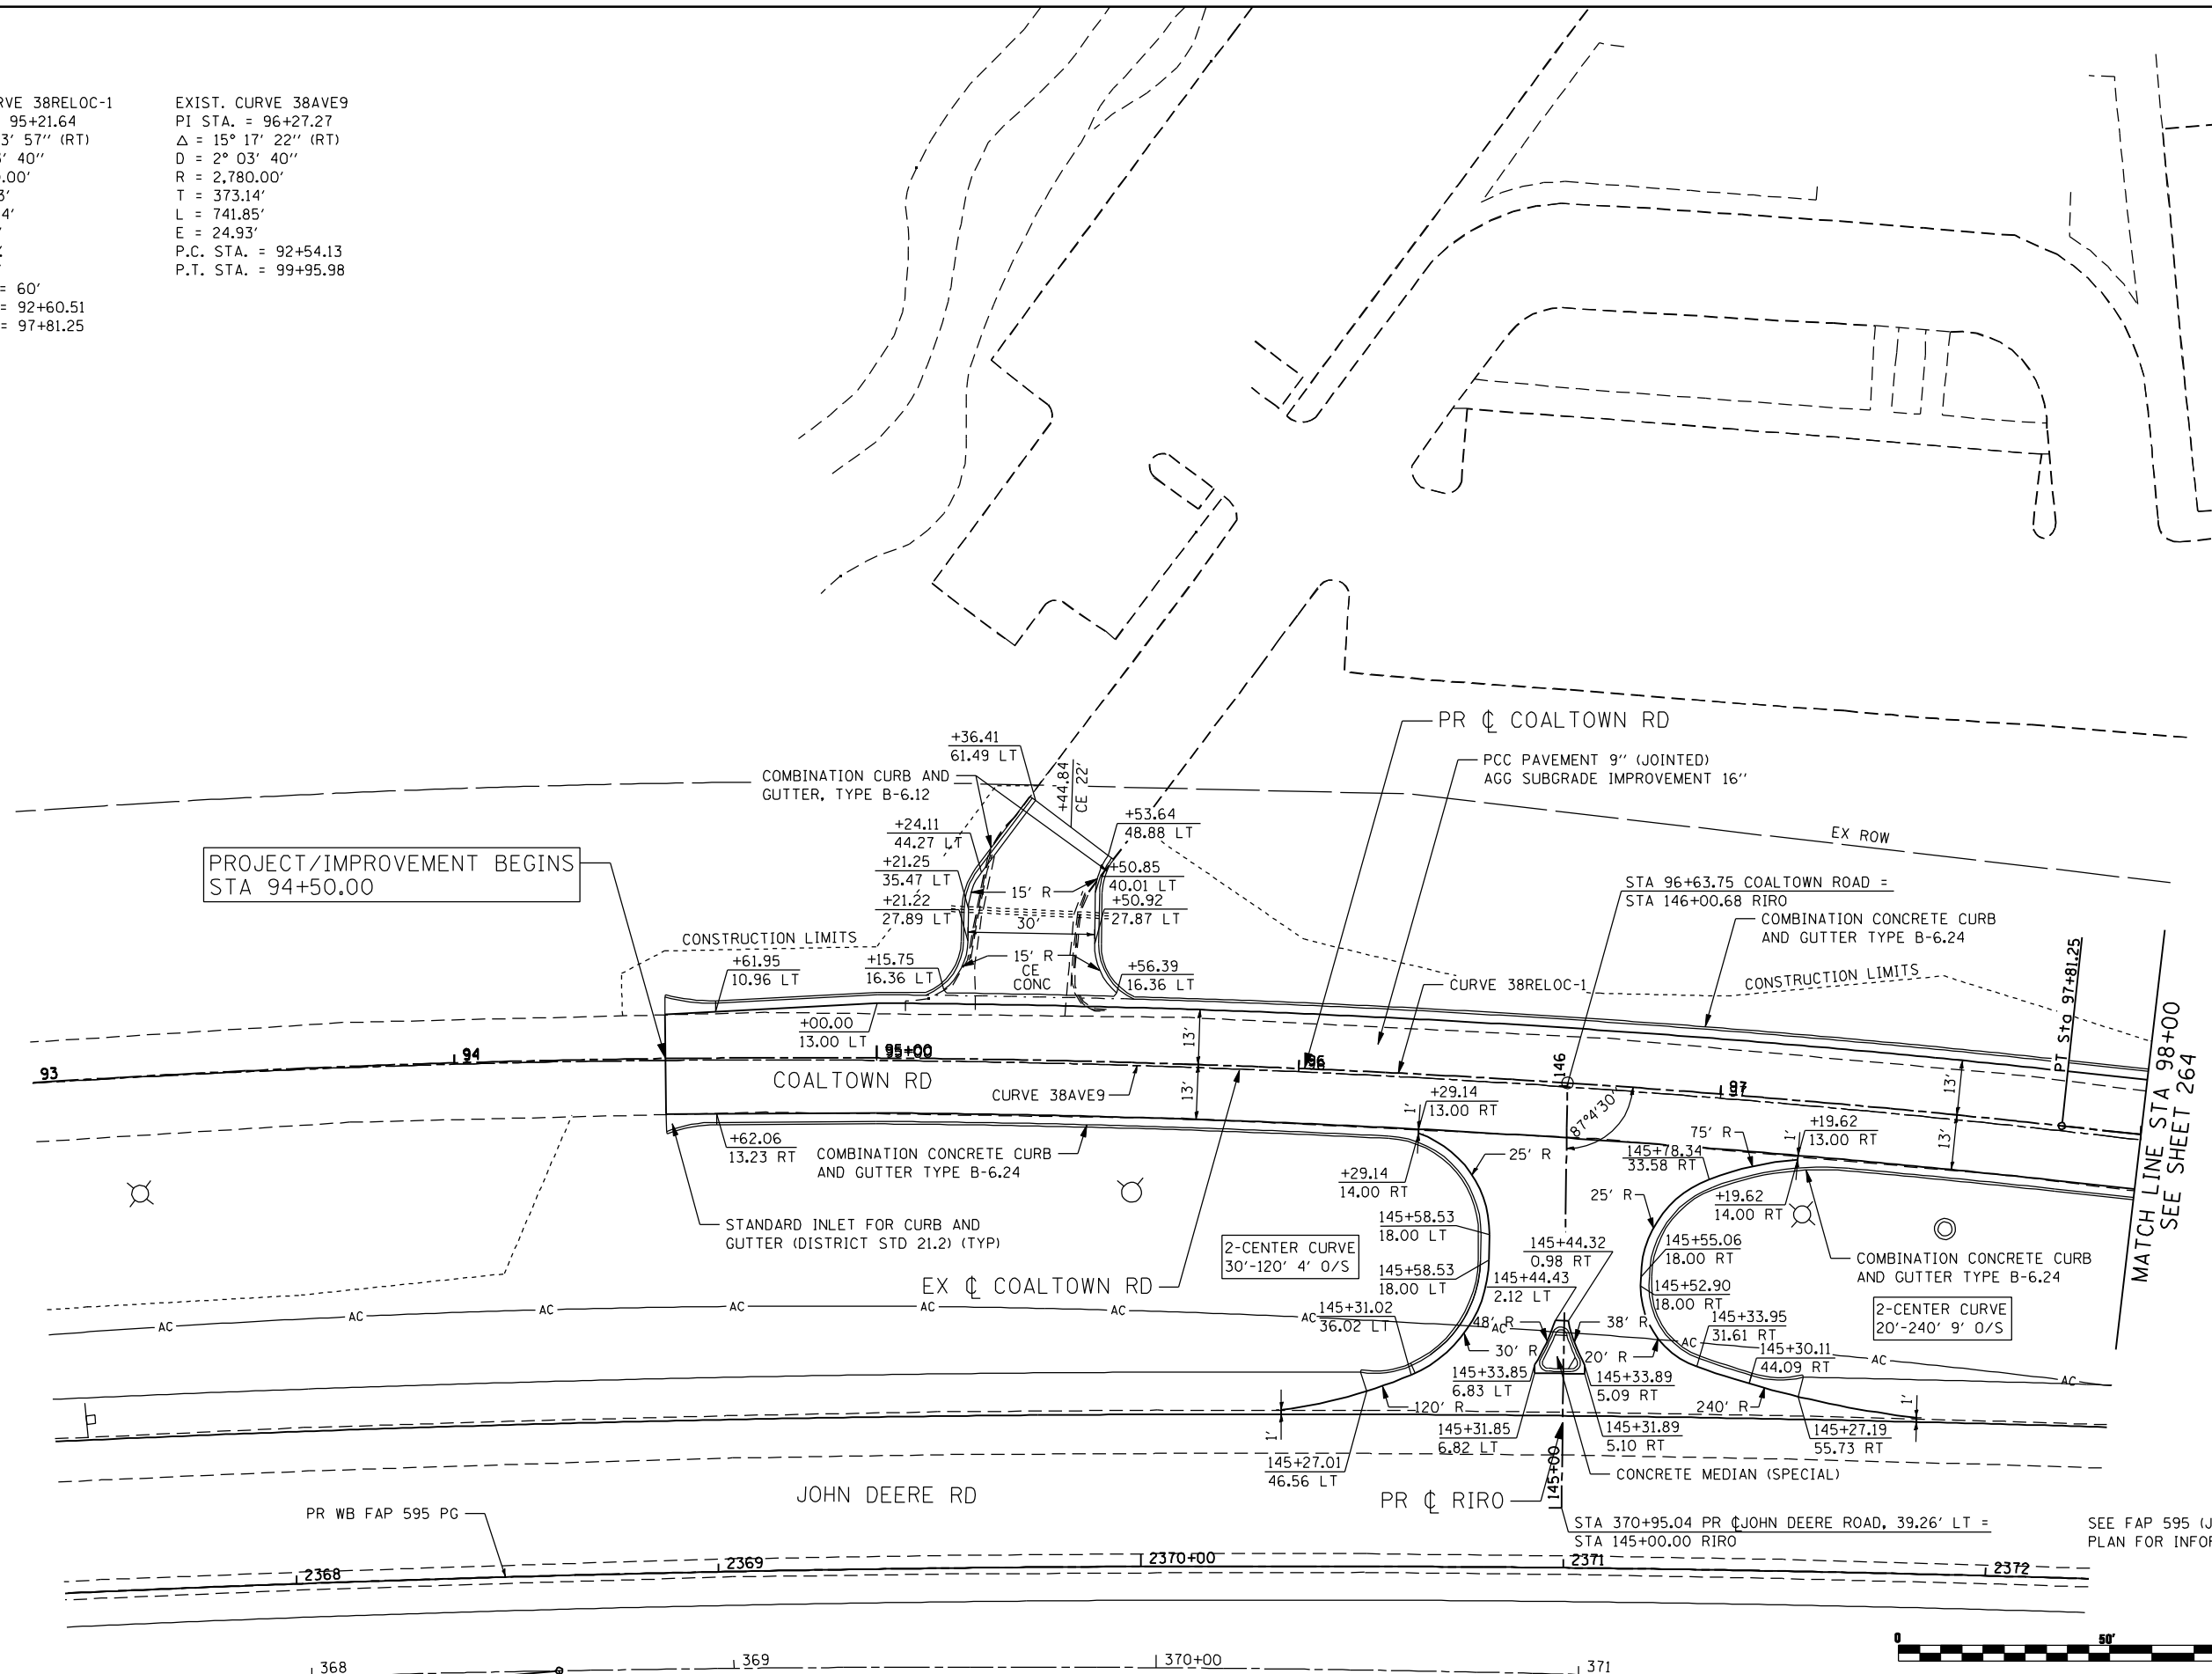 RVE 38RELOC-1
95+21.64
3' 57'' (RT)
' 40''
.00'
3'
4'
= 60'
= 92+60.51
= 97+81.25
EXIST. CURVE 38AVE9
PI STA. = 96+27.27
Δ = 15° 17' 22'' (RT)
D = 2° 03' 40''
R = 2,780.00'
T = 373.14'
L = 741.85'
E = 24.93'
P.C. STA. = 92+54.13
P.T. STA. = 99+95.98
PR ℄ COALTOWN RD
PCC PAVEMENT 9'' (JOINTED)
AGG SUBGRADE IMPROVEMENT 16''
+36.41
61.49 LT
COMBINATION CURB AND
GUTTER, TYPE B-6.12
+44.84
CE 22'
+53.64
48.88 LT
+24.11
44.27 LT
EX ROW
PROJECT/IMPROVEMENT BEGINS
STA 94+50.00
+21.25
35.47 LT
15' R
+50.85
40.01 LT
STA 96+63.75 COALTOWN ROAD =
STA 146+00.68 RIRO
+21.22
27.89 LT
30'
+50.92
27.87 LT
COMBINATION CONCRETE CURB
AND GUTTER TYPE B-6.24
CONSTRUCTION LIMITS
+61.95
10.96 LT
+15.75
16.36 LT
15' R
CE
CONC
+56.39
16.36 LT
CURVE 38RELOC-1
CONSTRUCTION LIMITS
PT Sta 97+81.25
+00.00
13.00 LT
13'
13'
93
94
95+00
96
146
97
13'
13'
MATCH LINE STA 98+00
SEE SHEET 264
COALTOWN RD
CURVE 38AVE9
+29.14
13.00 RT
1'
87°4'30"
+62.06
13.23 RT
COMBINATION CONCRETE CURB
AND GUTTER TYPE B-6.24
75' R
1'
+19.62
13.00 RT
25' R
145+78.34
33.58 RT
+29.14
14.00 RT
25' R
+19.62
14.00 RT
STANDARD INLET FOR CURB AND
GUTTER (DISTRICT STD 21.2) (TYP)
145+58.53
18.00 LT
2-CENTER CURVE
30'-120' 4' O/S
145+44.32
0.98 RT
145+55.06
18.00 RT
COMBINATION CONCRETE CURB
AND GUTTER TYPE B-6.24
145+58.53
18.00 LT
145+44.43
2.12 LT
145+52.90
18.00 RT
EX ℄ COALTOWN RD
2-CENTER CURVE
20'-240' 9' O/S
AC AC AC AC AC AC AC AC AC AC AC
145+31.02
36.02 LT
48' R
38' R
145+33.95
31.61 RT
30' R
20' R
145+30.11
44.09 RT
145+33.85
6.83 LT
145+33.89
5.09 RT
120' R
240' R
1'
1'
145+31.85
6.82 LT
145+31.89
5.10 RT
145+27.19
55.73 RT
145+27.01
46.56 LT
CONCRETE MEDIAN (SPECIAL)
JOHN DEERE RD
PR ℄ RIRO
145+00
PR WB FAP 595 PG
STA 370+95.04 PR ℄JOHN DEERE ROAD, 39.26' LT =
STA 145+00.00 RIRO
SEE FAP 595 (J
PLAN FOR INFOR
2368
2369
2370+00
2371
2372
0
50'
368
369
370+00
371